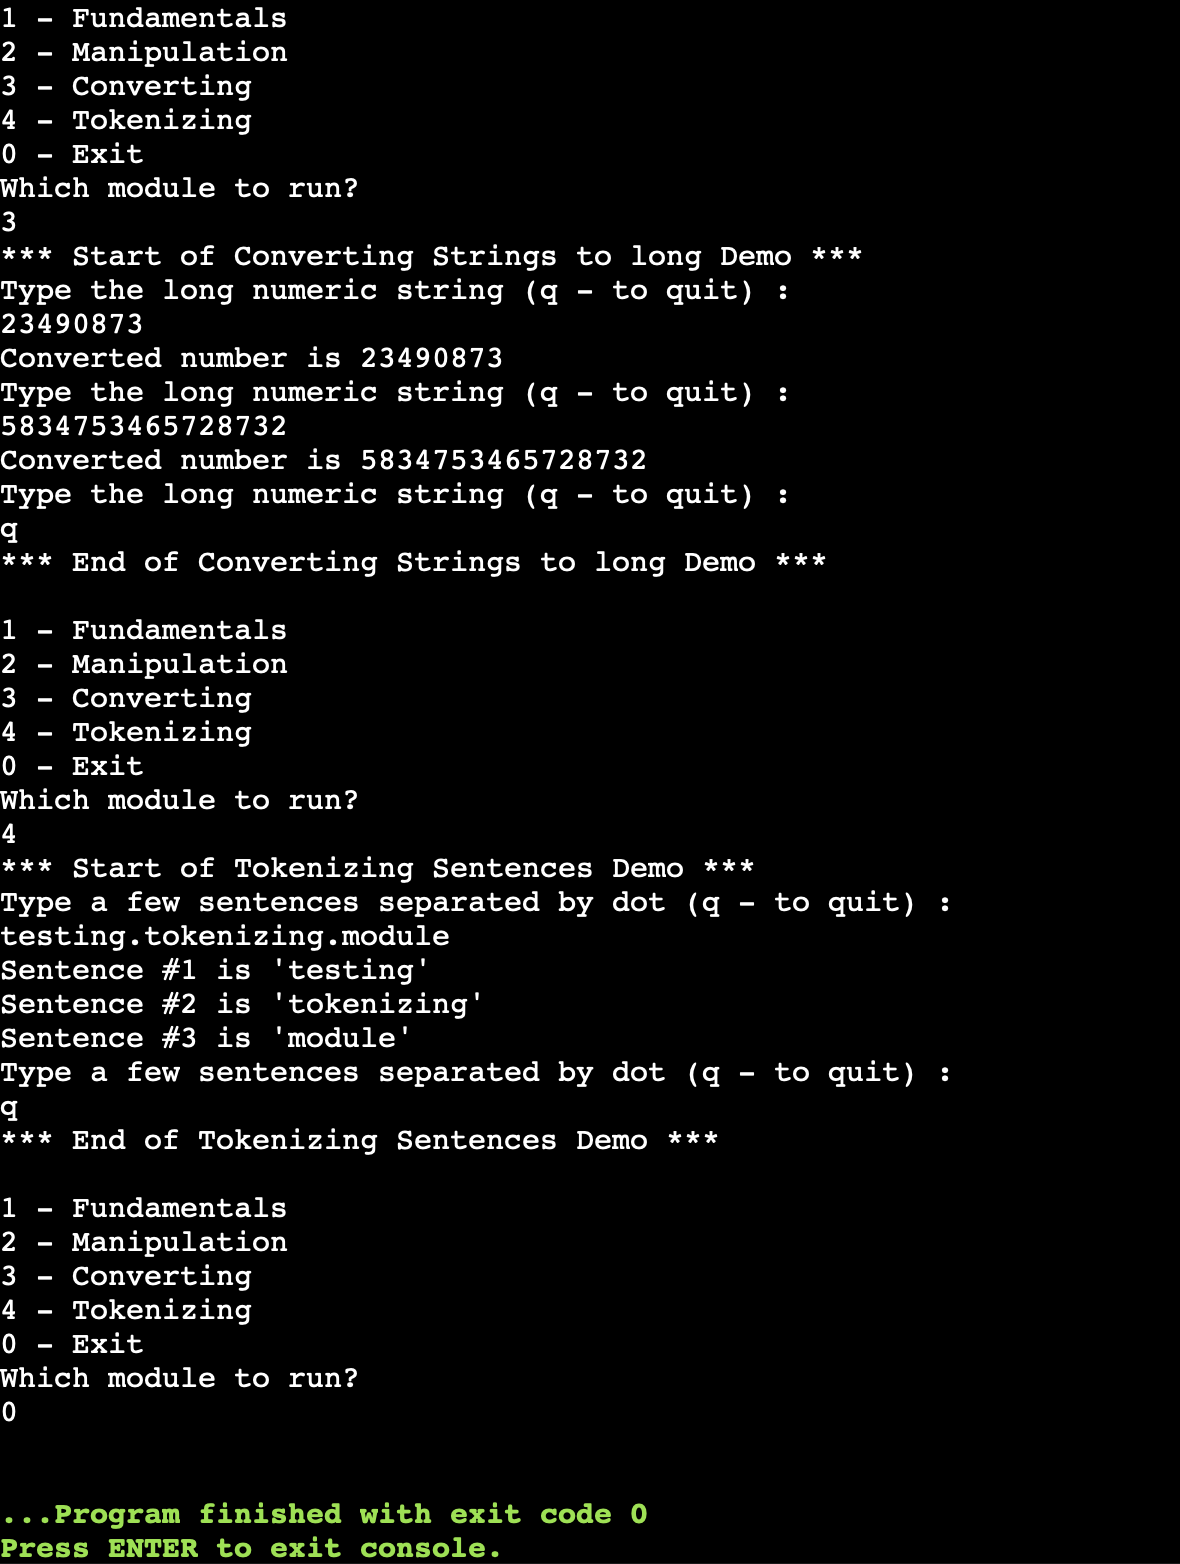 1 - Fundamentals
2 - Manipulation
3 - Converting
4 - Tokenizing
0 - Exit
Which module to run?
3
*** Start of Converting Strings to long Demo ***
Type the long numeric string (q - to quit) :
23490873
Converted number is 23490873
Type the long numeric string (q - to quit) :
5834753465728732
Converted number is 5834753465728732
Type the long numeric string (q - to quit) :
q
*** End of Converting Strings to long Demo ***
1 - Fundamentals
2 - Manipulation
3 - Converting
4 - Tokenizing
0 - Exit
Which module to run?
4
*** Start of Tokenizing Sentences Demo ***
Type a few sentences separated by dot (q - to quit) :
testing.tokenizing.module
Sentence #1 is 'testing'
Sentence #2 is 'tokenizing'
Sentence #3 is 'module'
Type a few sentences separated by dot (q - to quit) :
q
*** End of Tokenizing Sentences Demo ***
1 - Fundamentals
2 - Manipulation
3 - Converting
4 - Tokenizing
0 - Exit
Which module to run?
0
...Program finished with exit code 0
Press ENTER to exit console.